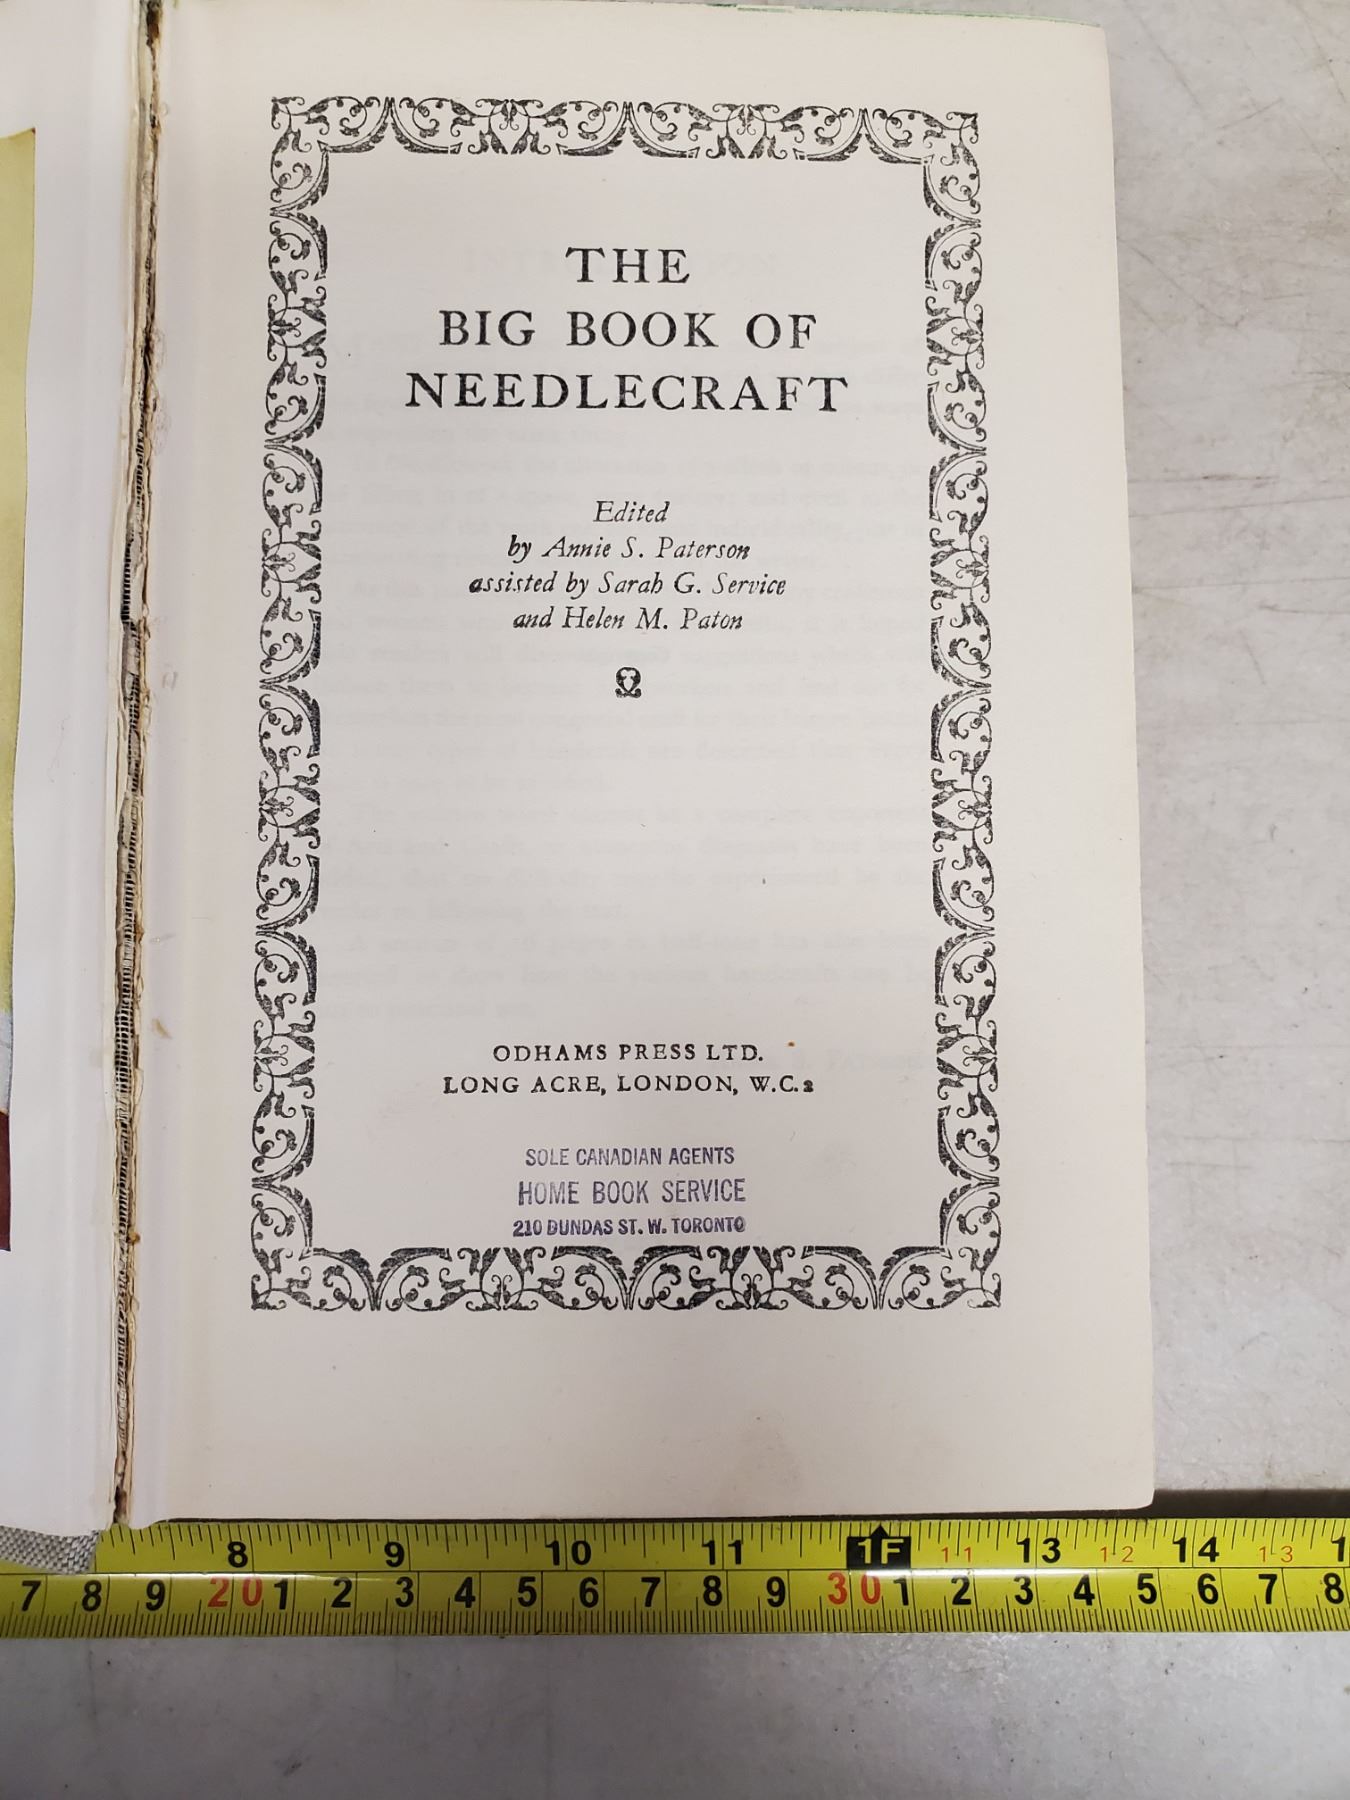 THE
BIG BOOK OF
NEEDLECRAFT
Edited
by Annie S. Paterson
assisted by Sarah G. Service
and Helen M. Paton
ODHAMS PRESS LTD.
LONG ACRE, LONDON, W.C.2
SOLE CANADIAN AGENTS
HOME BOOK SERVICE
210 DUNDAS ST. W. TORONTO
8 9 10 11 1F 11 13 12 14 13 1
7 8 9 20 1 2 3 4 5 6 7 8 9 30 1 2 3 4 5 6 7 8